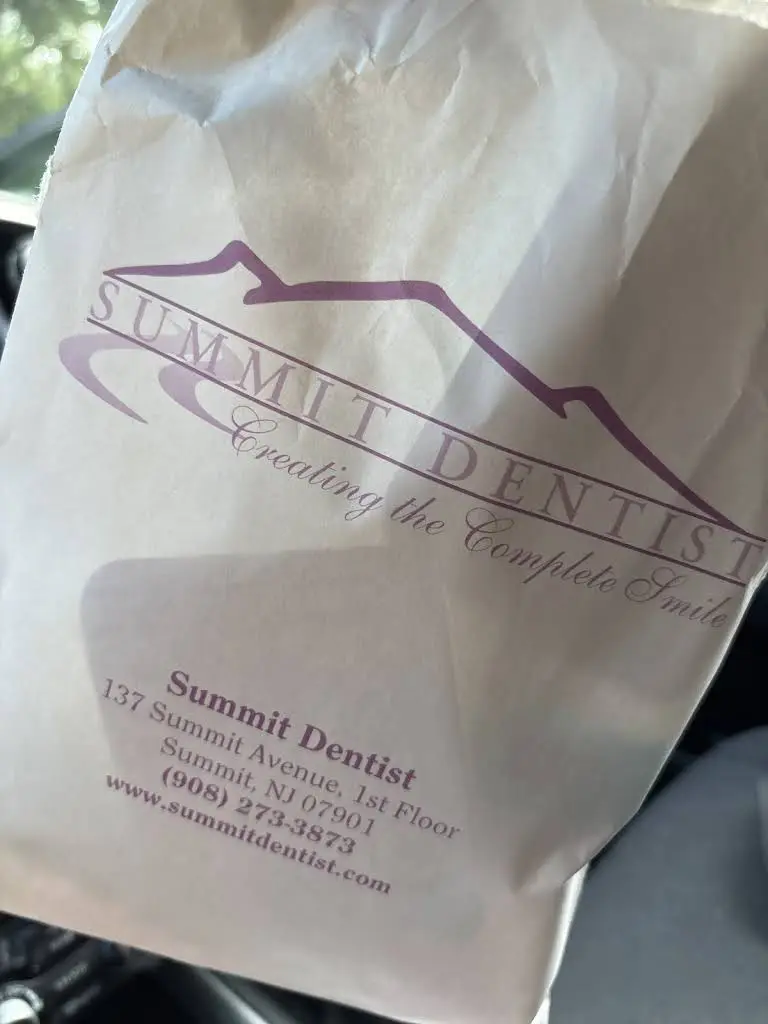 SUMMIT DENTIST
Creating the Complete Smile
Summit Dentist
137 Summit Avenue, 1st Floor
Summit, NJ 07901
(908) 273-3873
www.summitdentist.com